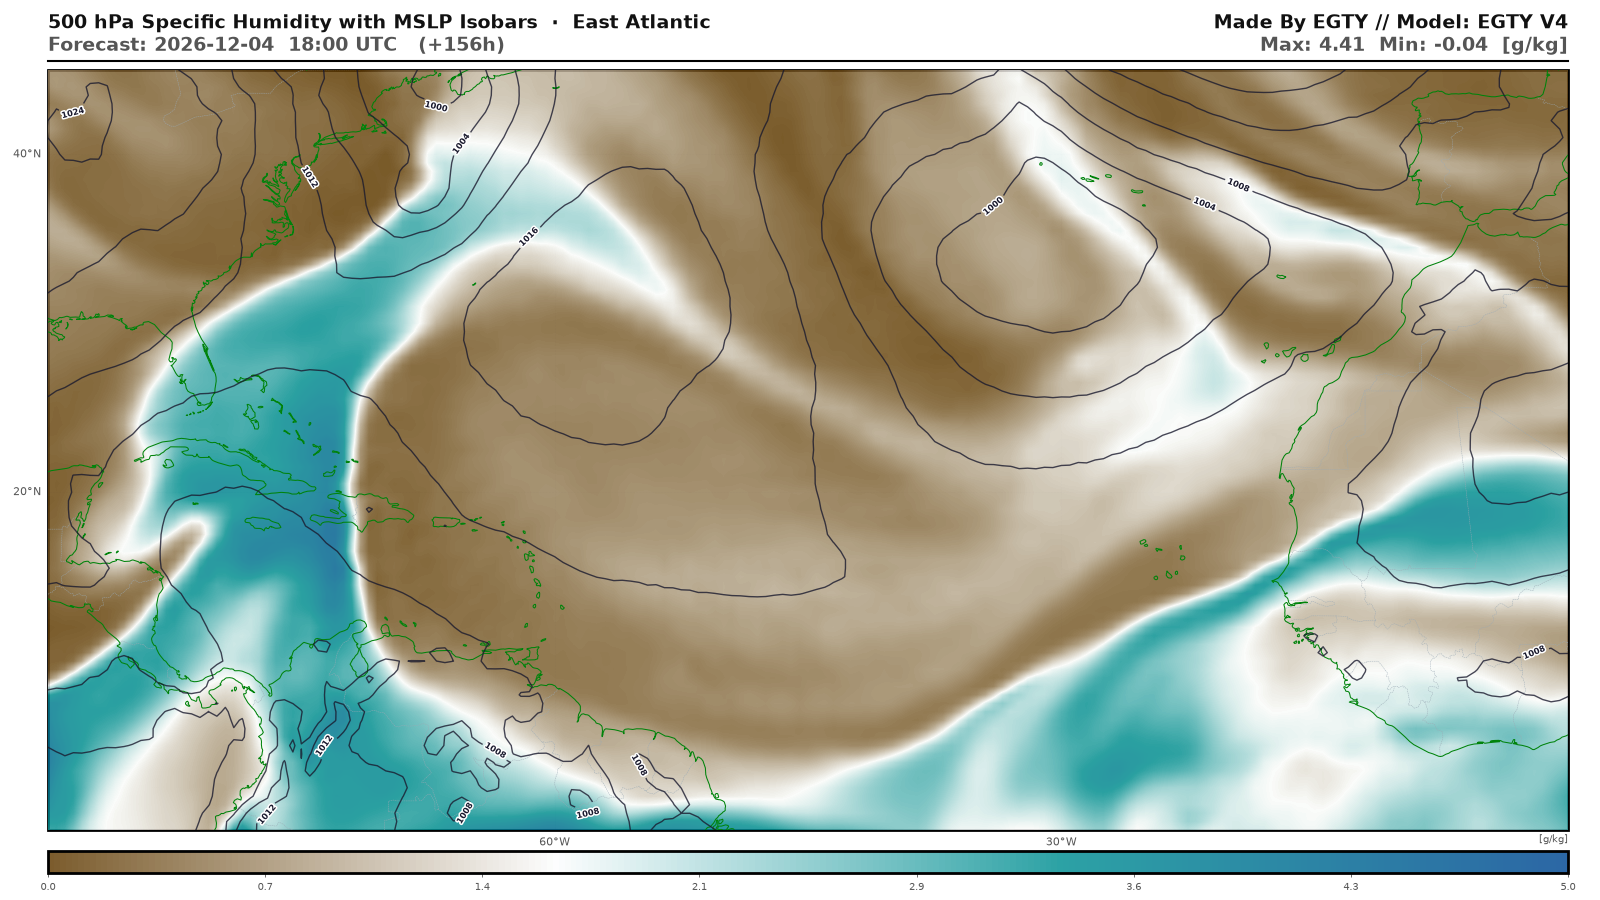 500 hPa Specific Humidity with MSLP Isobars · East Atlantic
Made By EGTY // Model: EGTY V4
Forecast: 2026-12-04 18:00 UTC (+156h)
Max: 4.41 Min: -0.04 [g/kg]
1024
1000
1004
1012
40°N
1008
1004
1000
1016
20°N
1008
1012
1008
1008
1012
1008
1008
60°W
30°W
[g/kg]
0.0 0.7 1.4 2.1 2.9 3.6 4.3 5.0